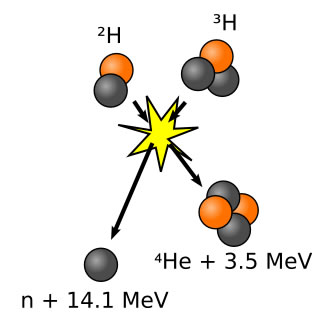 ²H
³H
⁴He + 3.5 MeV
n + 14.1 MeV